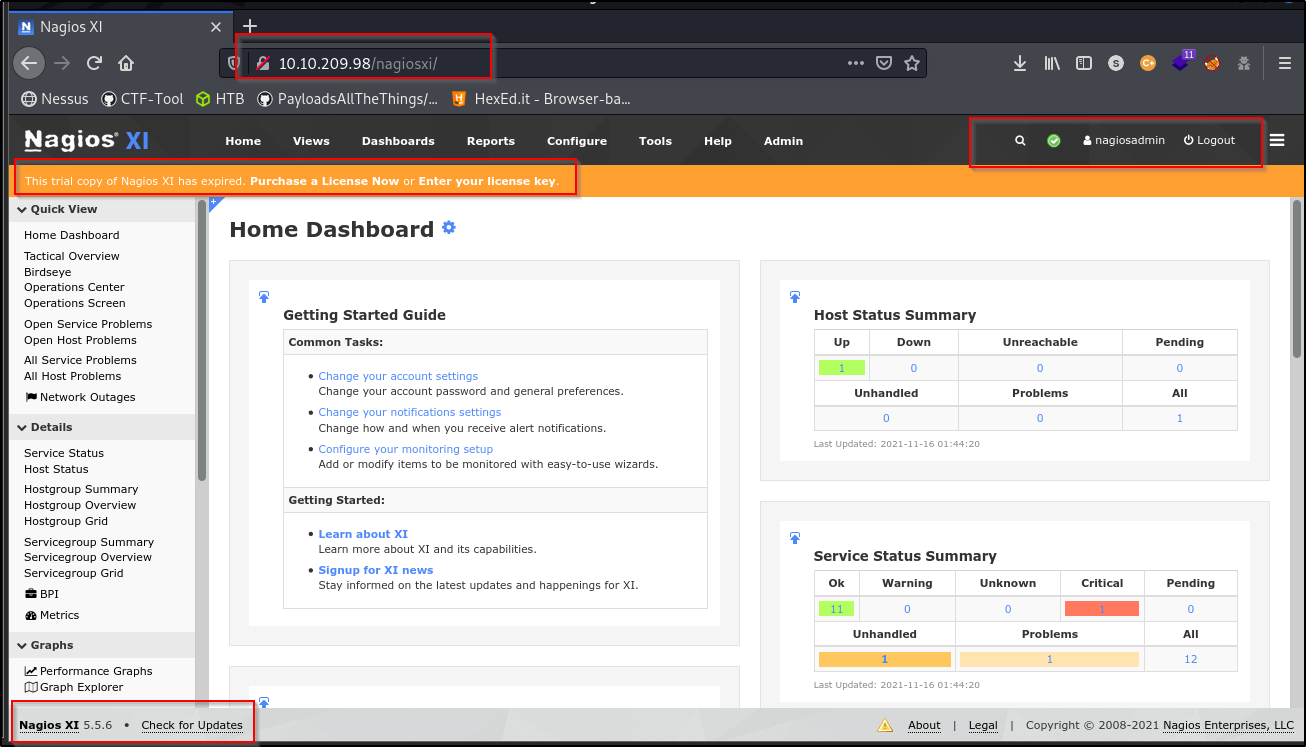 Nagios XI
10.10.209.98/nagiosxi/
11
Nessus CTF-Tool HTB PayloadsAllTheThings/... HexEd.it - Browser-ba...
Nagios® XI Home Views Dashboards Reports Configure Tools Help Admin nagiosadmin Logout
This trial copy of Nagios XI has expired. Purchase a License Now or Enter your license key.
Quick View
Home Dashboard
Tactical Overview
Birdseye
Operations Center
Operations Screen
Open Service Problems
Open Host Problems
All Service Problems
All Host Problems
Network Outages
Details
Service Status
Host Status
Hostgroup Summary
Hostgroup Overview
Hostgroup Grid
Servicegroup Summary
Servicegroup Overview
Servicegroup Grid
BPI
Metrics
Graphs
Performance Graphs
Graph Explorer
Home Dashboard
Getting Started Guide
Common Tasks:
• Change your account settings
Change your account password and general preferences.
• Change your notifications settings
Change how and when you receive alert notifications.
• Configure your monitoring setup
Add or modify items to be monitored with easy-to-use wizards.
Getting Started:
• Learn about XI
Learn more about XI and its capabilities.
• Signup for XI news
Stay informed on the latest updates and happenings for XI.
Host Status Summary
Up Down Unreachable Pending
1 0 0 0
Unhandled Problems All
0 0 1
Last Updated: 2021-11-16 01:44:20
Service Status Summary
Ok Warning Unknown Critical Pending
11 0 0 1 0
Unhandled Problems All
1 1 12
Last Updated: 2021-11-16 01:44:20
Nagios XI 5.5.6 • Check for Updates About | Legal | Copyright © 2008-2021 Nagios Enterprises, LLC